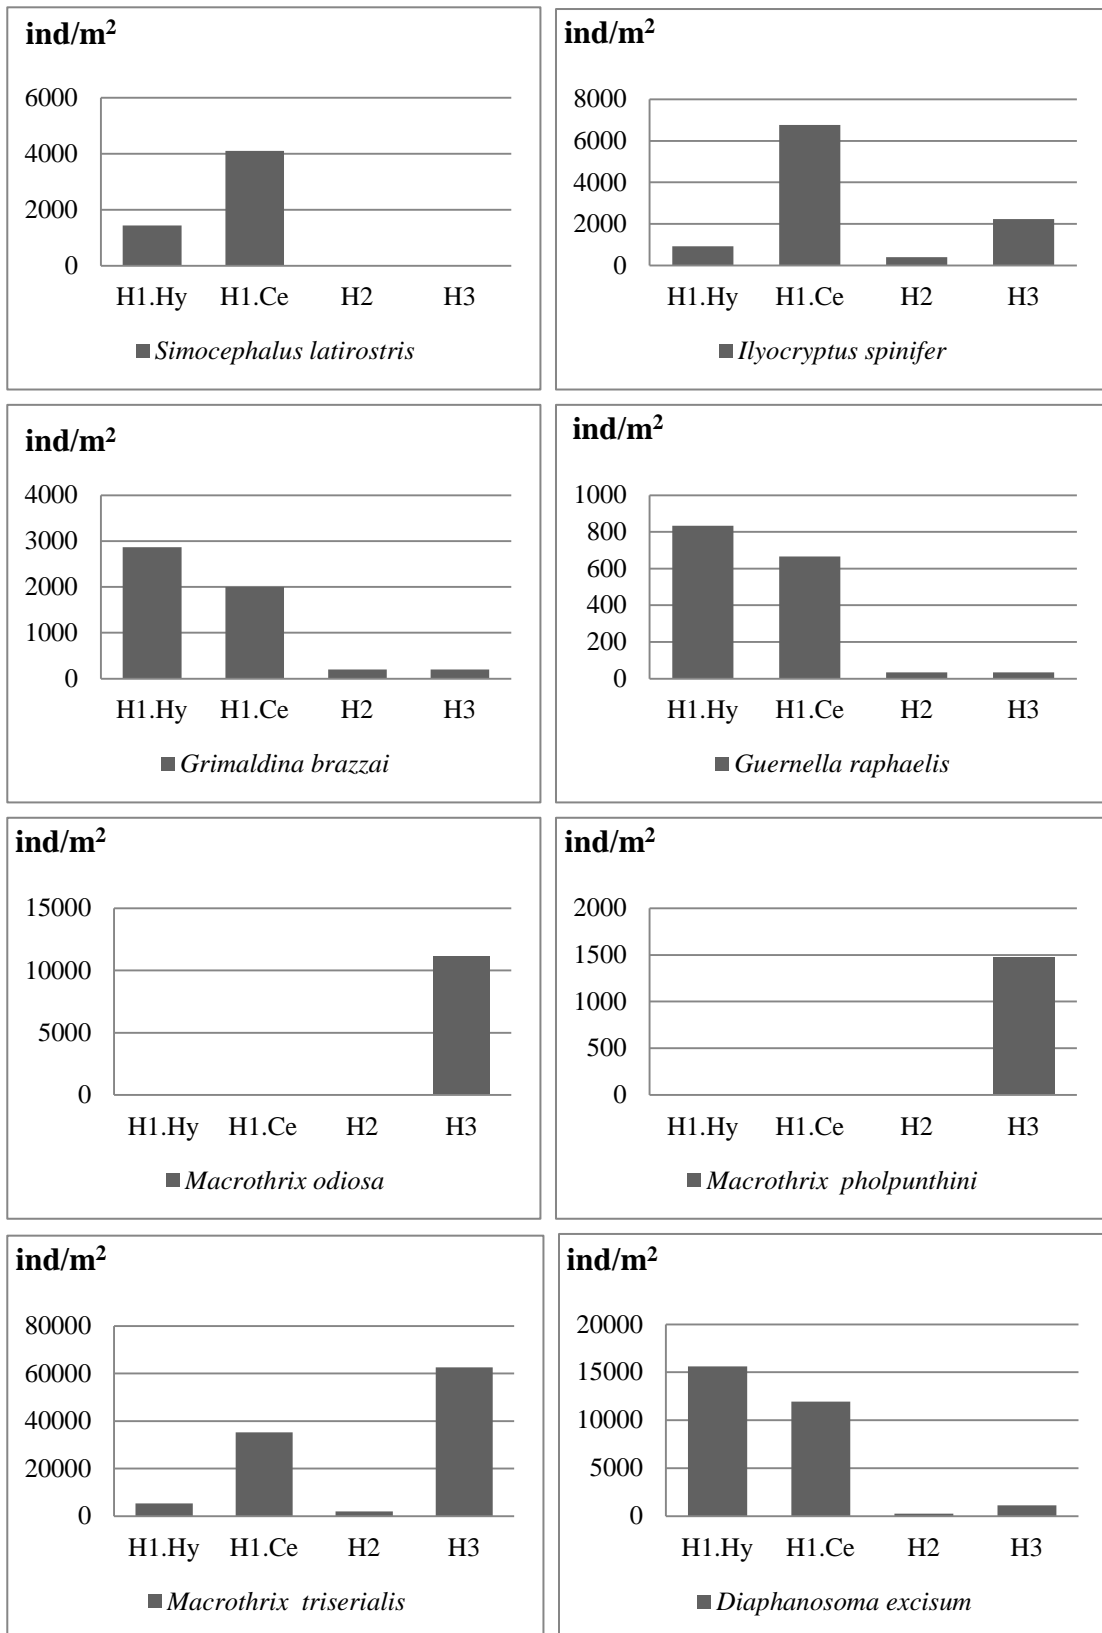 ind/m²
6000
4000
2000
0
H1.Hy H1.Ce H2 H3
Simocephalus latirostris
ind/m²
8000
6000
4000
2000
0
H1.Hy H1.Ce H2 H3
Ilyocryptus spinifer
ind/m²
4000
3000
2000
1000
0
H1.Hy H1.Ce H2 H3
Grimaldina brazzai
ind/m²
1000
800
600
400
200
0
H1.Hy H1.Ce H2 H3
Guernella raphaelis
ind/m²
15000
10000
5000
0
H1.Hy H1.Ce H2 H3
Macrothrix odiosa
ind/m²
2000
1500
1000
500
0
H1.Hy H1.Ce H2 H3
Macrothrix pholpunthini
ind/m²
80000
60000
40000
20000
0
H1.Hy H1.Ce H2 H3
Macrothrix triserialis
ind/m²
20000
15000
10000
5000
0
H1.Hy H1.Ce H2 H3
Diaphanosoma excisum